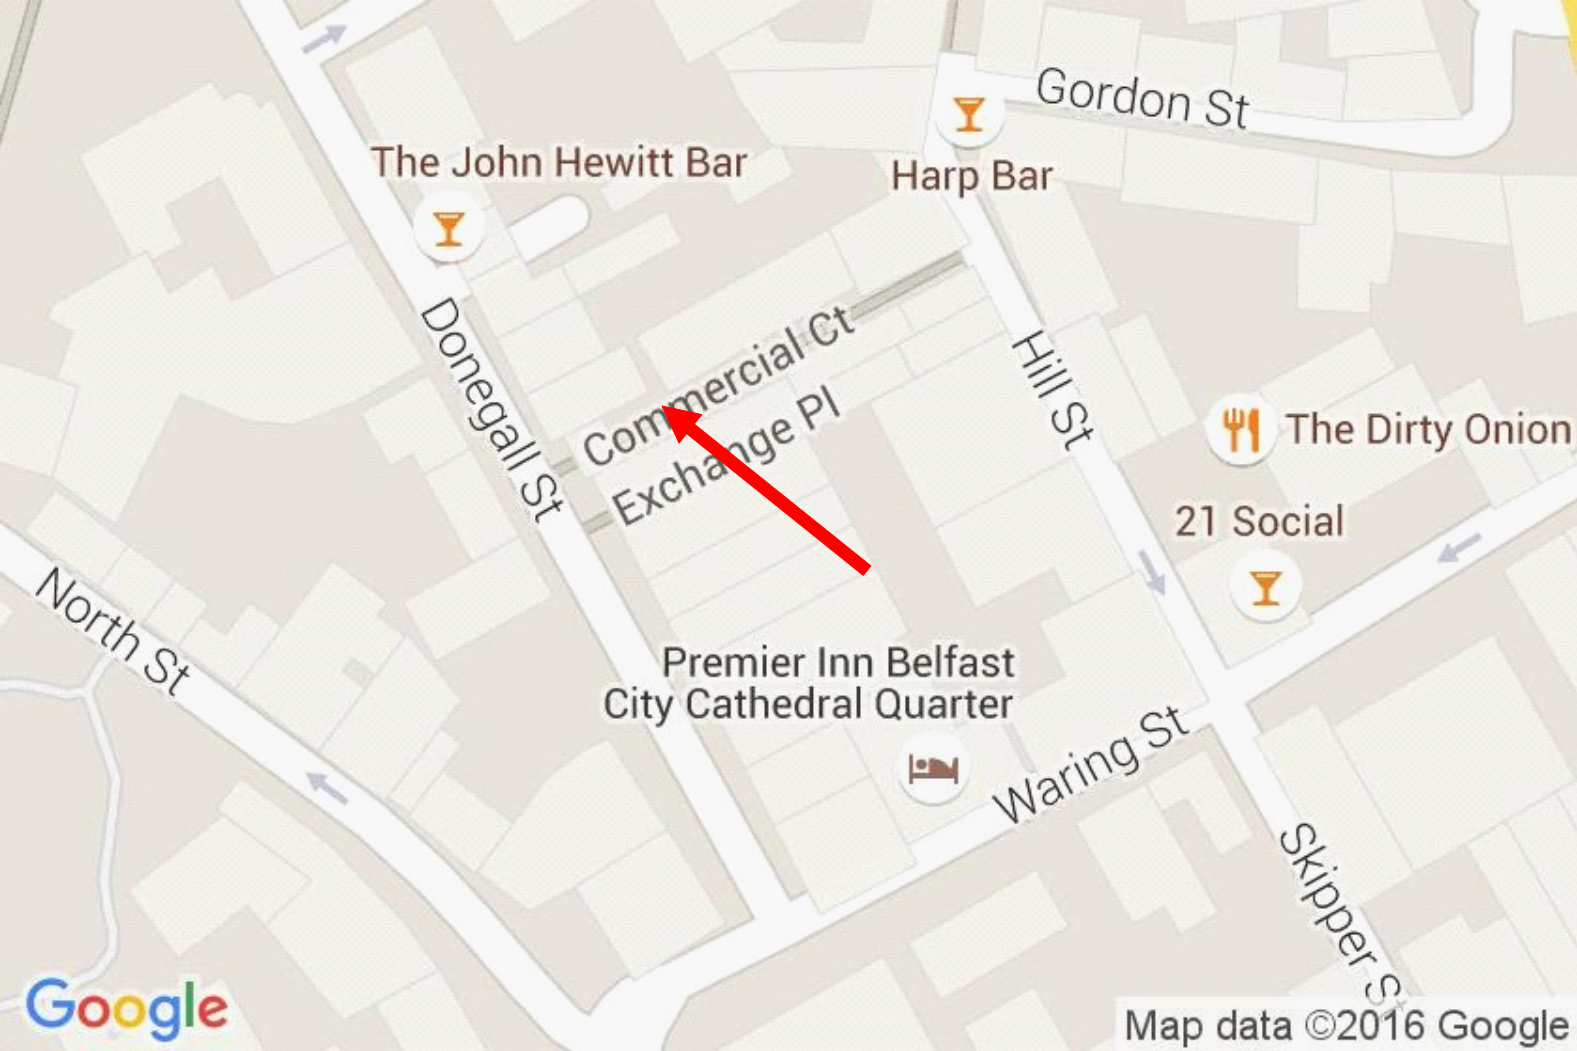 Gordon St
The John Hewitt Bar
Harp Bar
Donegall St
Commercial Ct
Exchange Pl
Hill St
The Dirty Onion
21 Social
North St
Premier Inn Belfast
City Cathedral Quarter
Waring St
Skipper St
Google
Map data ©2016 Google